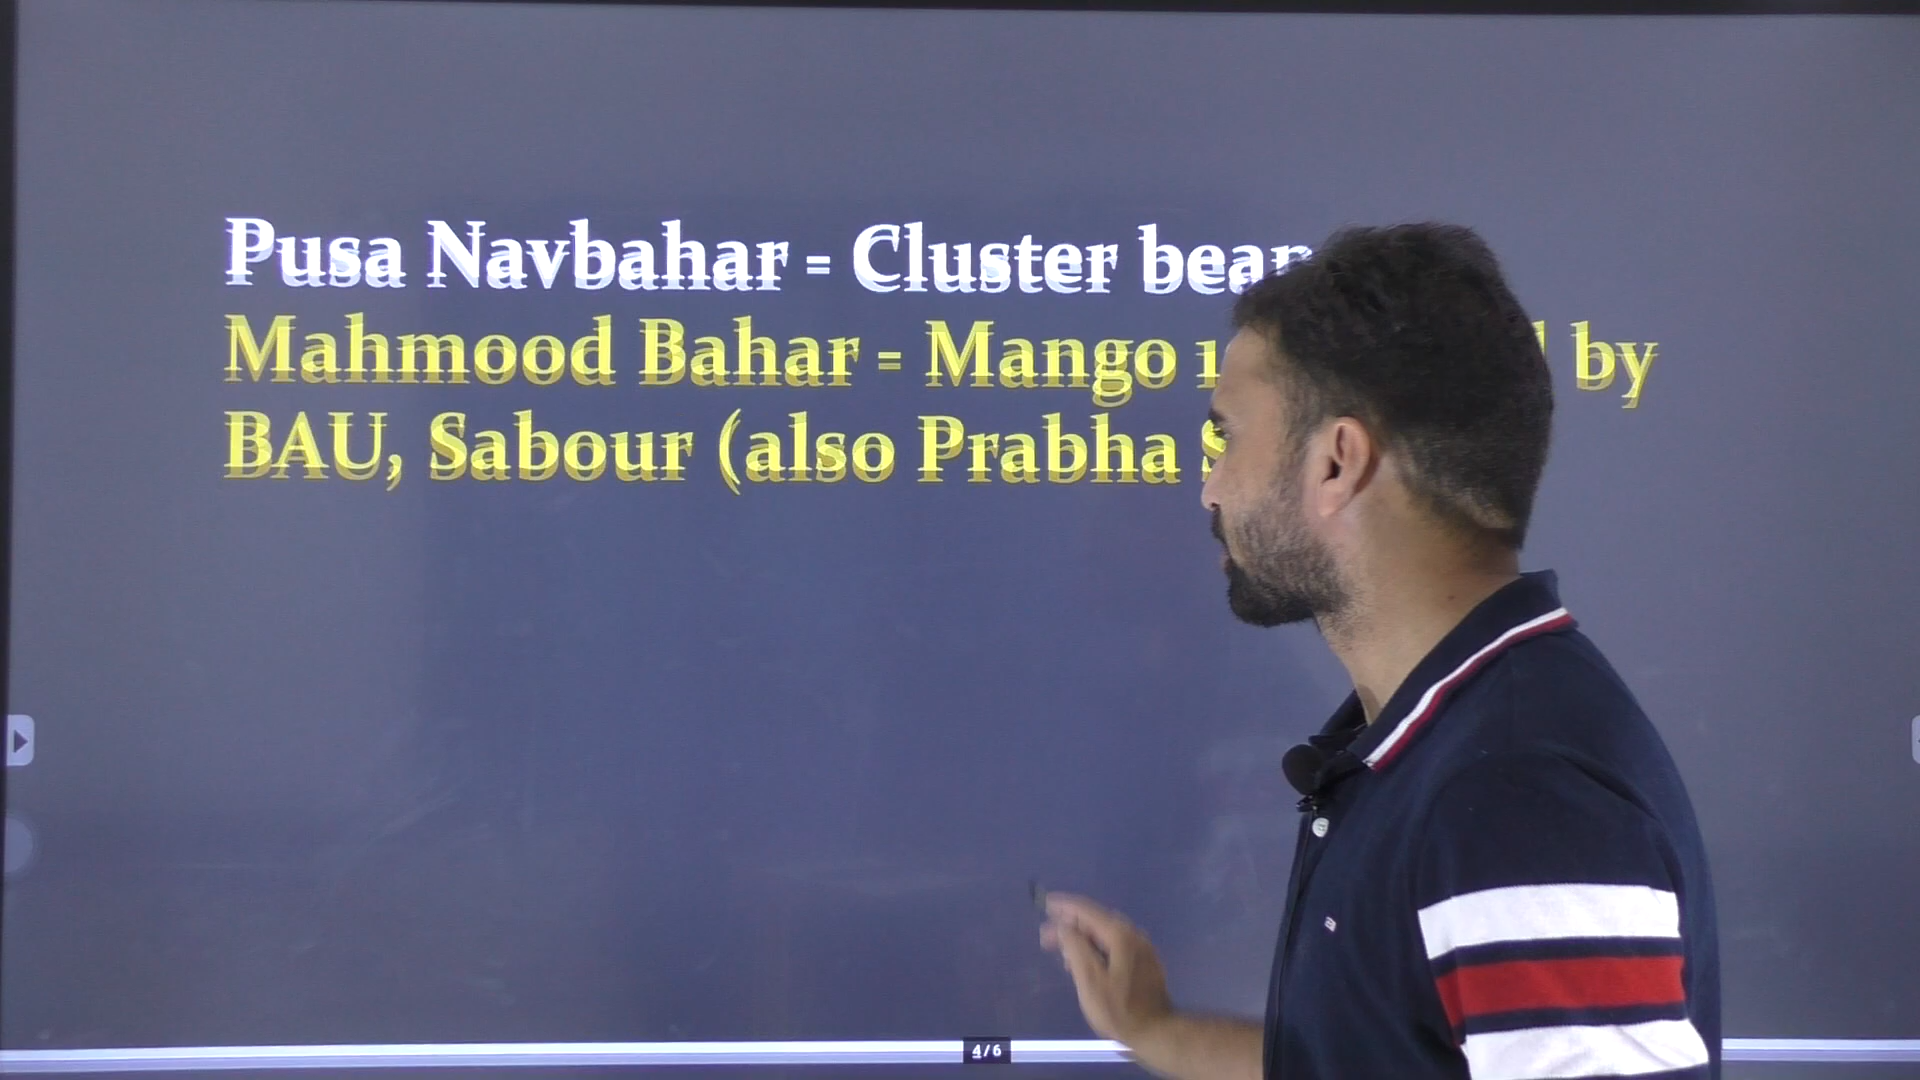 Pusa Navbahar = Cluster bean
Mahmood Bahar = Mango by
BAU, Sabour (also Prabha
4/6